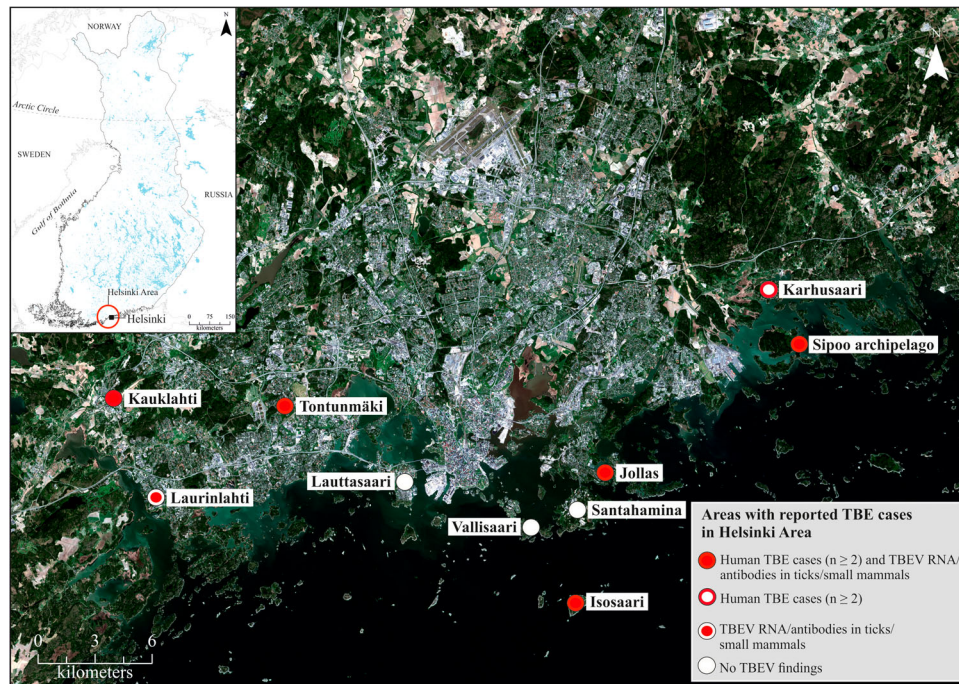 NORWAY
N
Arctic Circle
SWEDEN
RUSSIA
Gulf of Bothnia
Helsinki Area
Helsinki
0 150
kilometers
N
Karhusaari
Sipoo archipelago
Kauklahti
Tontunmäki
Lauttasaari
Jollas
Laurinlahti
Santahamina
Vallisaari
Isosaari
0 3 6
kilometers
Areas with reported TBE cases
in Helsinki Area
Human TBE cases (n ≥ 2) and TBEV RNA/
antibodies in ticks/small mammals
Human TBE cases (n ≥ 2)
TBEV RNA/antibodies in ticks/
small mammals
No TBEV findings